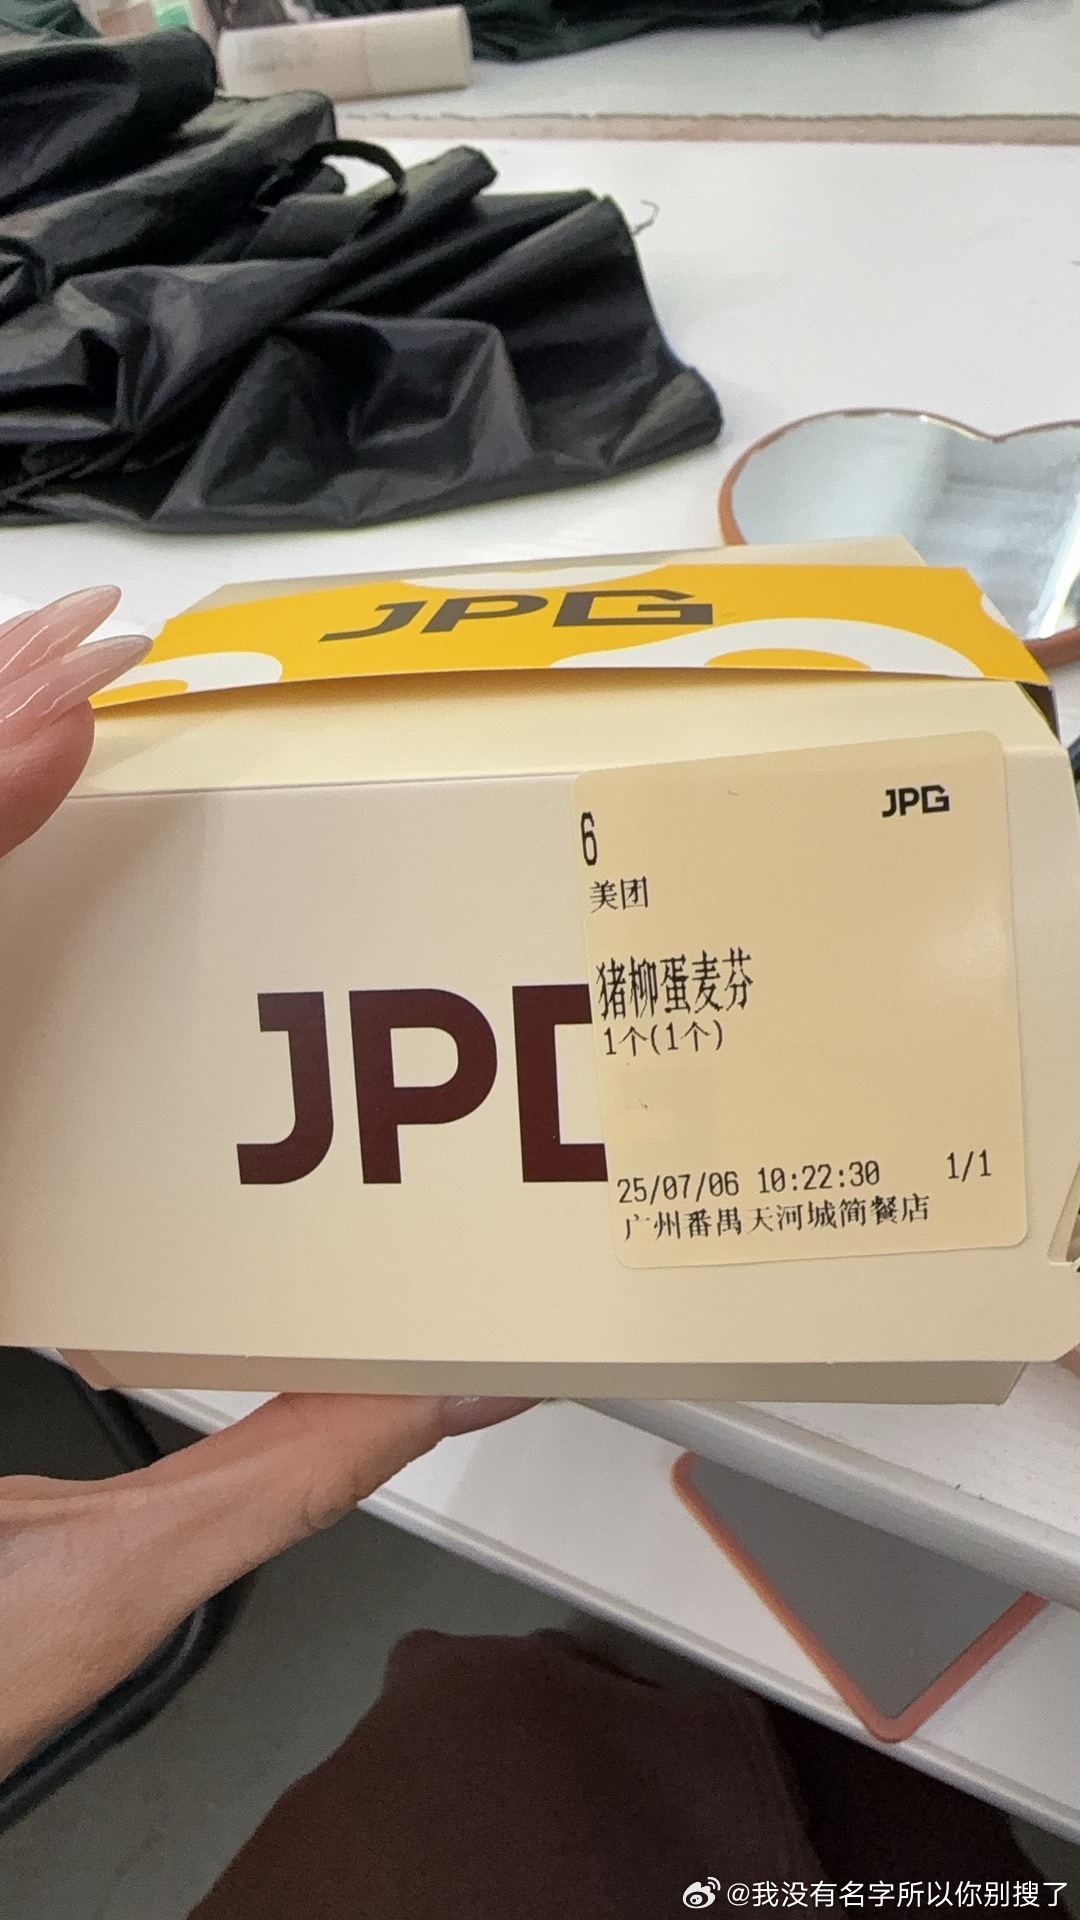 JPG
JPG
6
美团
猪柳蛋麦芬
1个(1个)
JP
25/07/06 10:22:30 1/1
广州番禺天河城简餐店
@我没有名字所以你别搜了